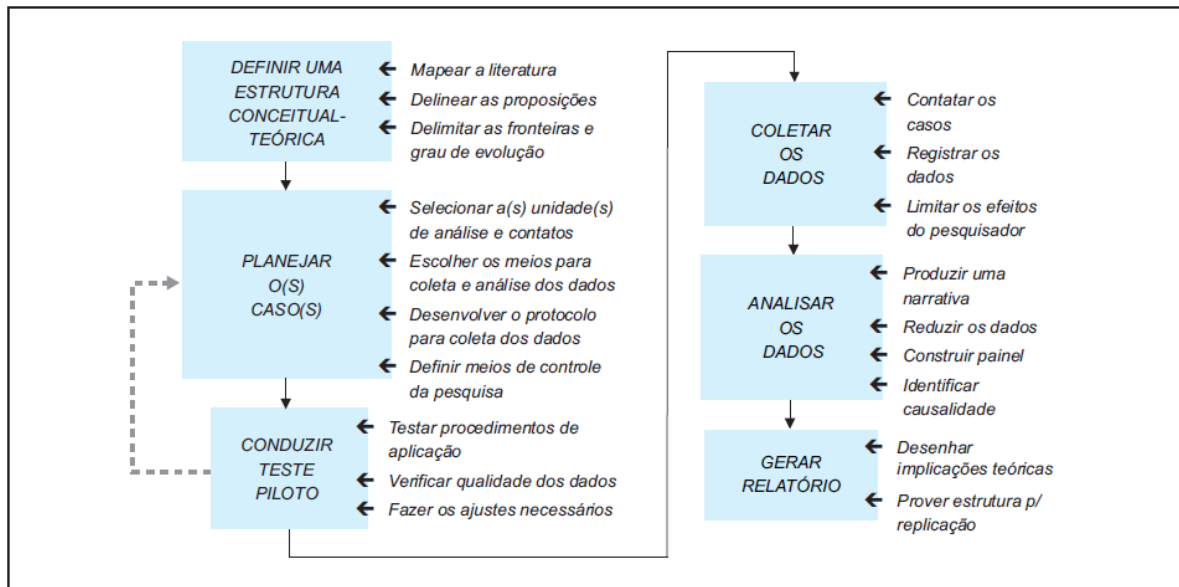 DEFINIR UMA
ESTRUTURA
CONCEITUAL-
TEÓRICA
Mapear a literatura
Delinear as proposições
Delimitar as fronteiras e
grau de evolução
PLANEJAR
O(S)
CASO(S)
Selecionar a(s) unidade(s)
de análise e contatos
Escolher os meios para
coleta e análise dos dados
Desenvolver o protocolo
para coleta dos dados
Definir meios de controle
da pesquisa
CONDUZIR
TESTE
PILOTO
Testar procedimentos de
aplicação
Verificar qualidade dos dados
Fazer os ajustes necessários
COLETAR
OS
DADOS
Contatar os
casos
Registrar os
dados
Limitar os efeitos
do pesquisador
ANALISAR
OS
DADOS
Produzir uma
narrativa
Reduzir os dados
Construir painel
Identificar
causalidade
GERAR
RELATÓRIO
Desenhar
implicações teóricas
Prover estrutura p/
replicação